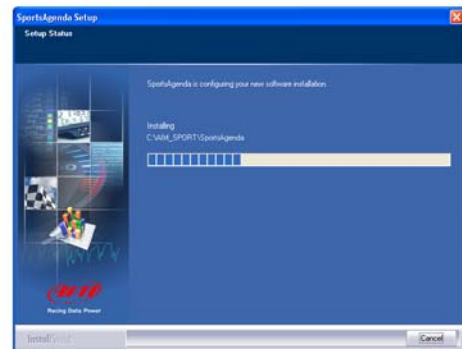 SportsAgenda Setup
Setup Status
SportsAgenda is configuring your new software installation.
Installing
C:\AIM_SPORT\SportsAgenda
AIM
Racing Data Power
InstallShield
Cancel